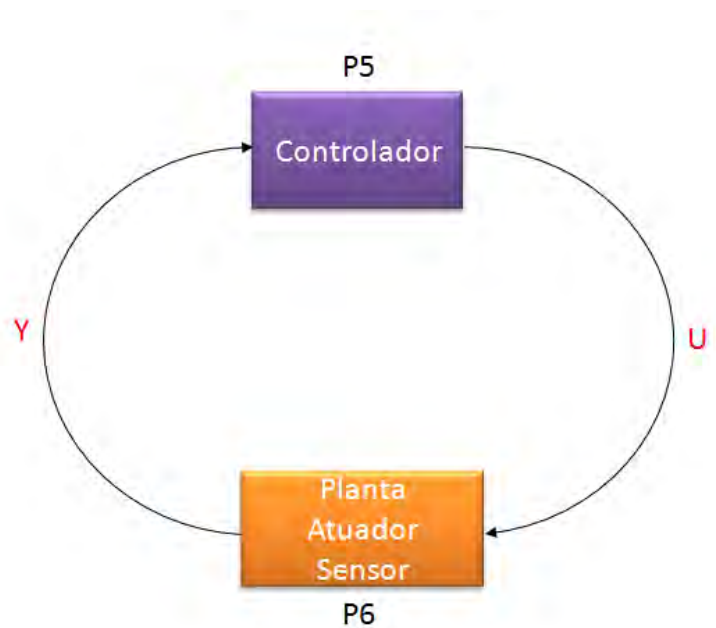 P5
Controlador
Y
U
Planta
Atuador
Sensor
P6